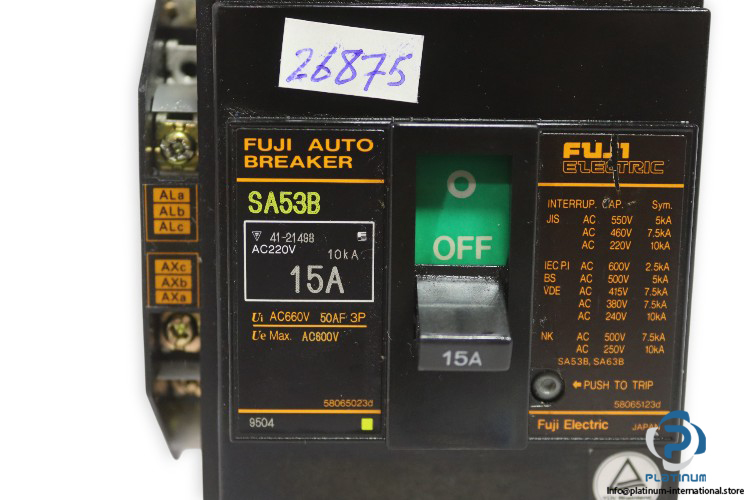 26875
FUJI AUTO
BREAKER
SA53B
▽ 41-21488
AC220V 10kA
15A
Ui AC660V 50AF 3P
Ue Max. AC600V
58065023d
9504
ALa
ALb
ALc
AXc
AXb
AXa
O
OFF
15A
FUJI
ELECTRIC
INTERRUP. CAP. Sym.
JIS AC 550V 5kA
AC 460V 7.5kA
AC 220V 10kA
IEC P.I AC 600V 2.5kA
BS AC 500V 5kA
VDE AC 415V 7.5kA
AC 380V 7.5kA
AC 240V 10kA
NK AC 500V 7.5kA
AC 250V 10kA
SA53B, SA63B
⇐PUSH TO TRIP
58065123d
Fuji Electric JAPAN
PLATINUM
INTERNATIONAL
info@platinum-international.store